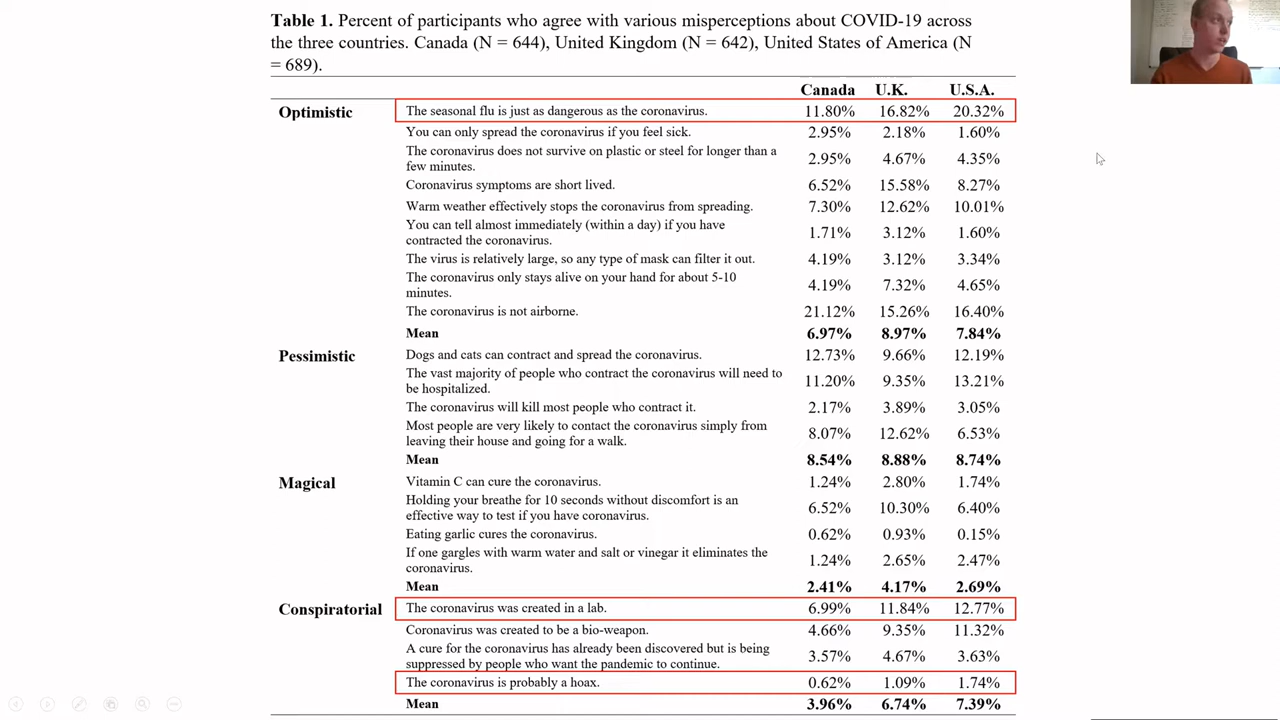 Table 1. Percent of participants who agree with various misperceptions about COVID-19 across
the three countries. Canada (N = 644), United Kingdom (N = 642), United States of America (N
= 689).
Canada U.K. U.S.A.
Optimistic The seasonal flu is just as dangerous as the coronavirus. 11.80% 16.82% 20.32%
You can only spread the coronavirus if you feel sick. 2.95% 2.18% 1.60%
The coronavirus does not survive on plastic or steel for longer than a
few minutes. 2.95% 4.67% 4.35%
Coronavirus symptoms are short lived. 6.52% 15.58% 8.27%
Warm weather effectively stops the coronavirus from spreading. 7.30% 12.62% 10.01%
You can tell almost immediately (within a day) if you have
contracted the coronavirus. 1.71% 3.12% 1.60%
The virus is relatively large, so any type of mask can filter it out. 4.19% 3.12% 3.34%
The coronavirus only stays alive on your hand for about 5-10
minutes. 4.19% 7.32% 4.65%
The coronavirus is not airborne. 21.12% 15.26% 16.40%
Mean 6.97% 8.97% 7.84%
Pessimistic Dogs and cats can contract and spread the coronavirus. 12.73% 9.66% 12.19%
The vast majority of people who contract the coronavirus will need to
be hospitalized. 11.20% 9.35% 13.21%
The coronavirus will kill most people who contract it. 2.17% 3.89% 3.05%
Most people are very likely to contact the coronavirus simply from
leaving their house and going for a walk. 8.07% 12.62% 6.53%
Mean 8.54% 8.88% 8.74%
Magical Vitamin C can cure the coronavirus. 1.24% 2.80% 1.74%
Holding your breathe for 10 seconds without discomfort is an
effective way to test if you have coronavirus. 6.52% 10.30% 6.40%
Eating garlic cures the coronavirus. 0.62% 0.93% 0.15%
If one gargles with warm water and salt or vinegar it eliminates the
coronavirus. 1.24% 2.65% 2.47%
Mean 2.41% 4.17% 2.69%
Conspiratorial The coronavirus was created in a lab. 6.99% 11.84% 12.77%
Coronavirus was created to be a bio-weapon. 4.66% 9.35% 11.32%
A cure for the coronavirus has already been discovered but is being
suppressed by people who want the pandemic to continue. 3.57% 4.67% 3.63%
The coronavirus is probably a hoax. 0.62% 1.09% 1.74%
Mean 3.96% 6.74% 7.39%